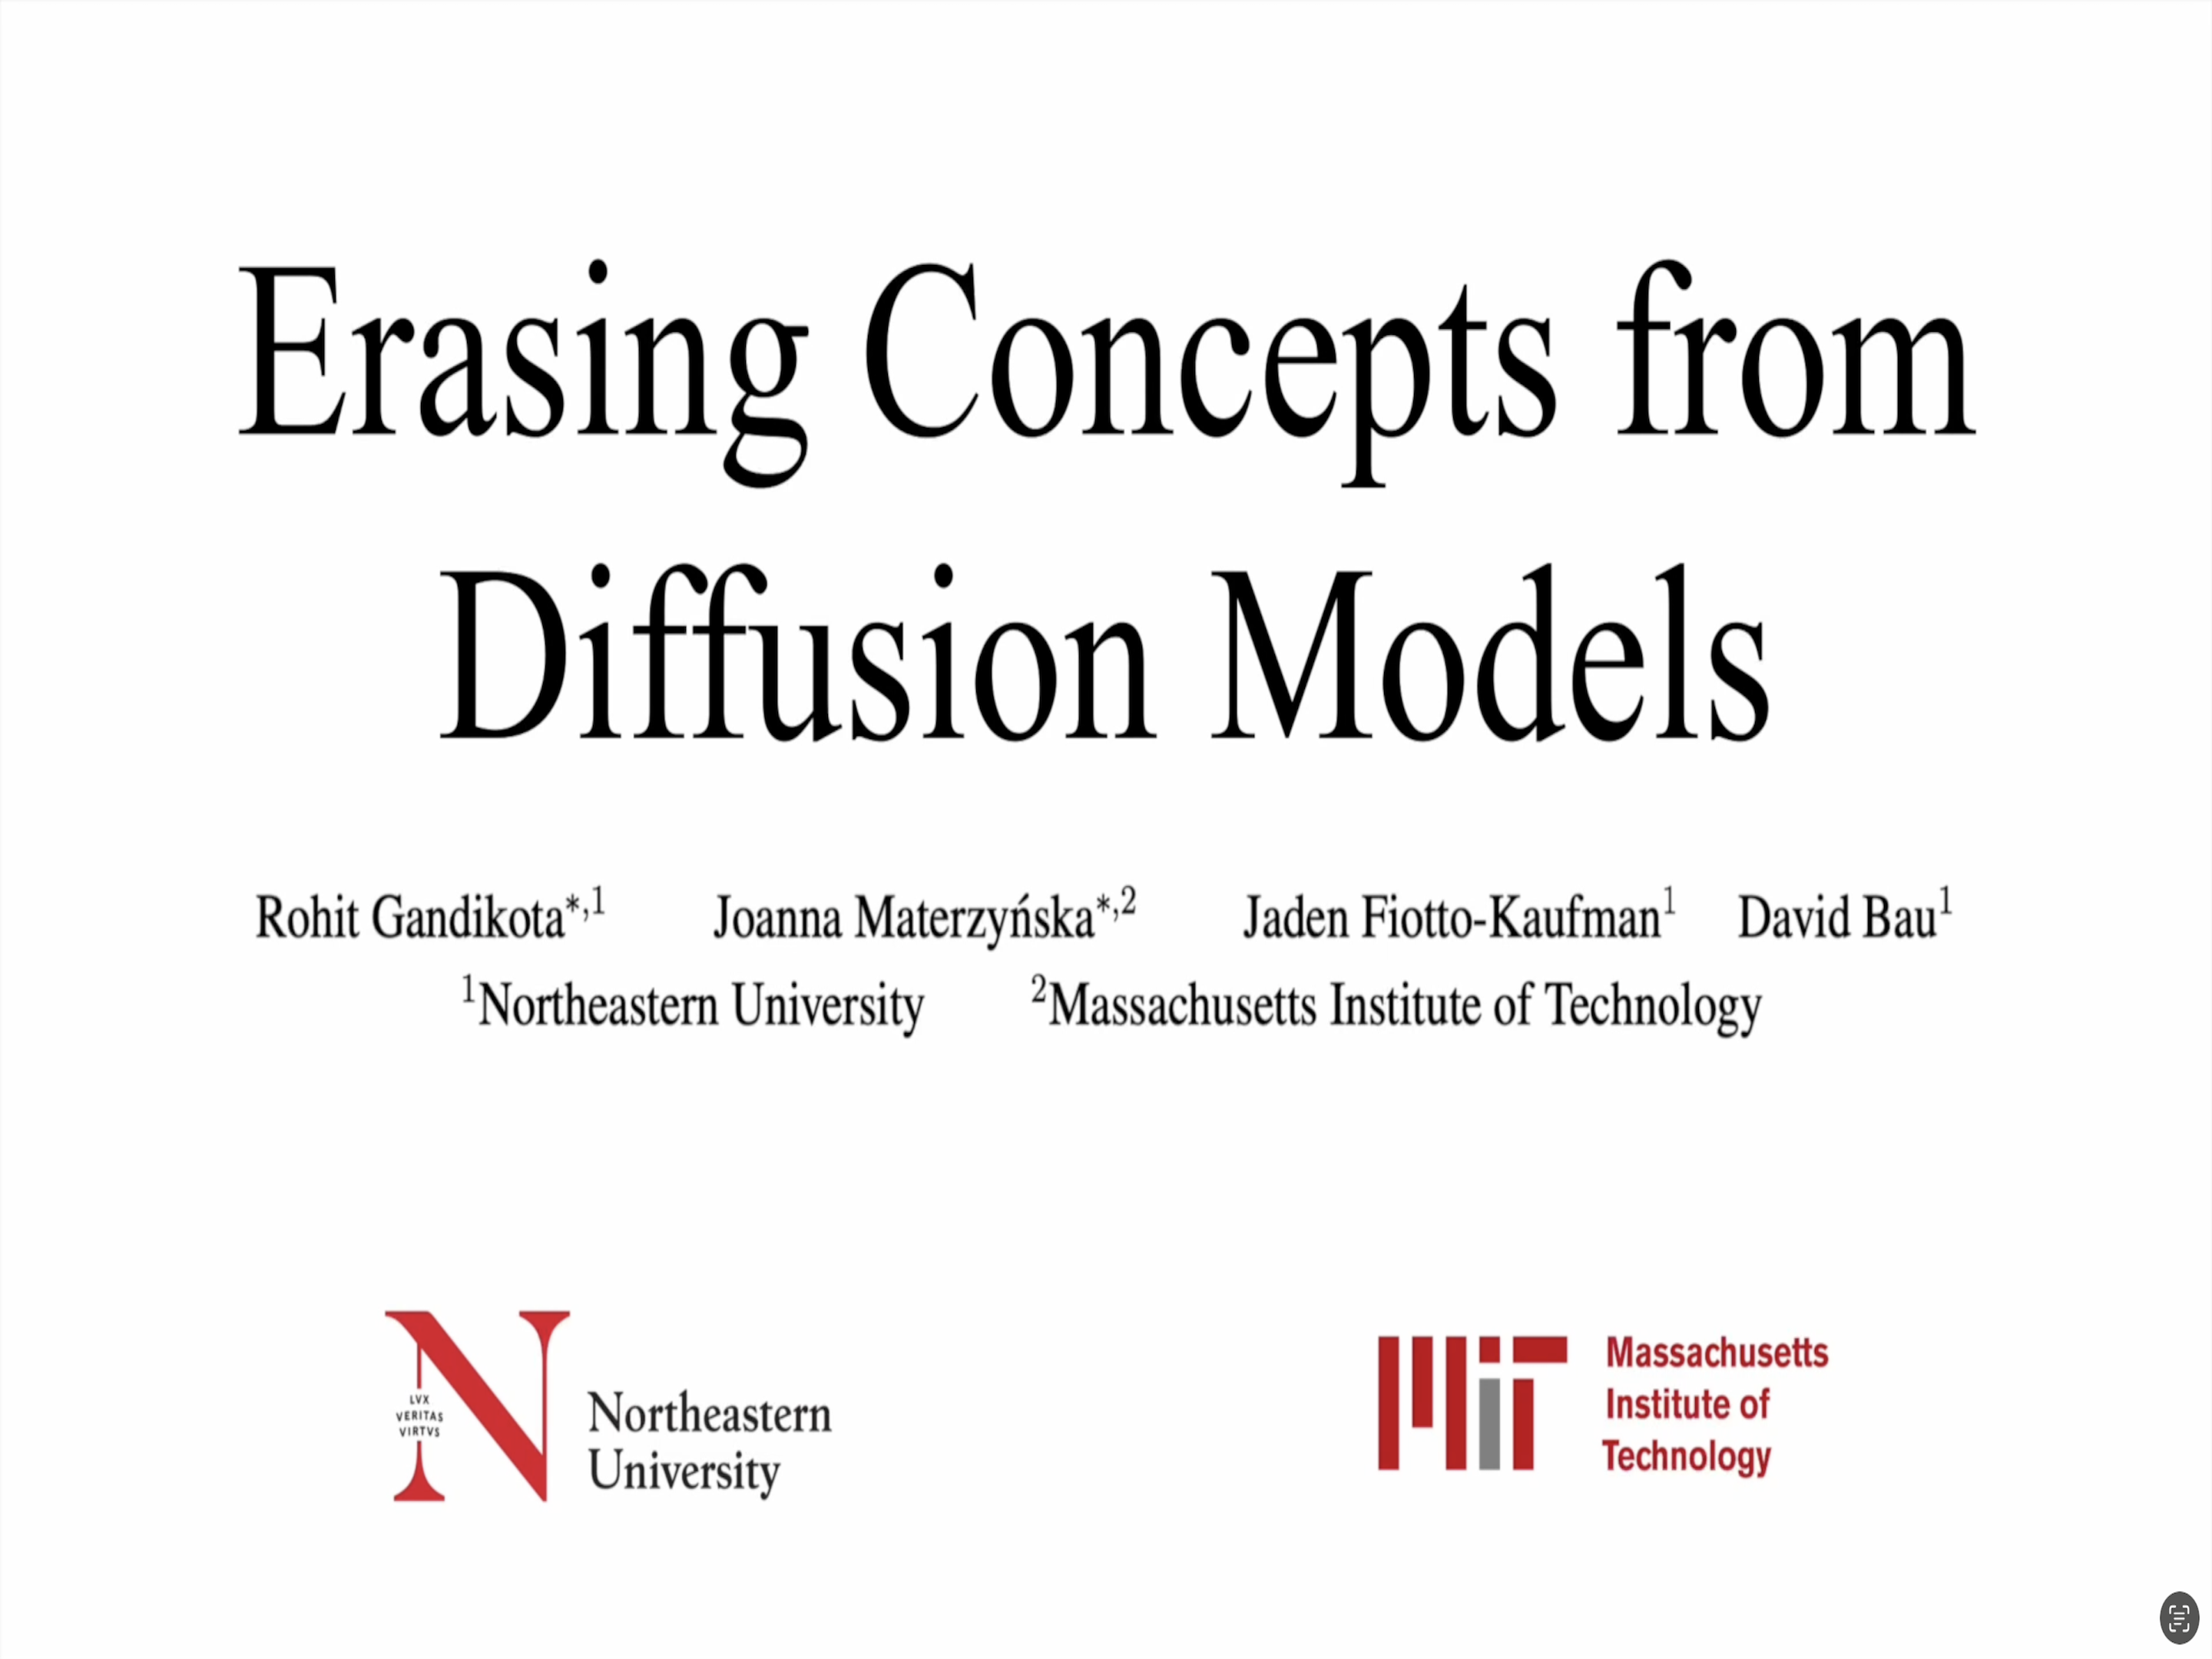 Erasing Concepts from
Diffusion Models
Rohit Gandikota*,1 Joanna Materzyńska*,2 Jaden Fiotto-Kaufman1 David Bau1
1Northeastern University 2Massachusetts Institute of Technology
LVX
VERITAS
VIRTVS
Northeastern
University
MIT
Massachusetts
Institute of
Technology